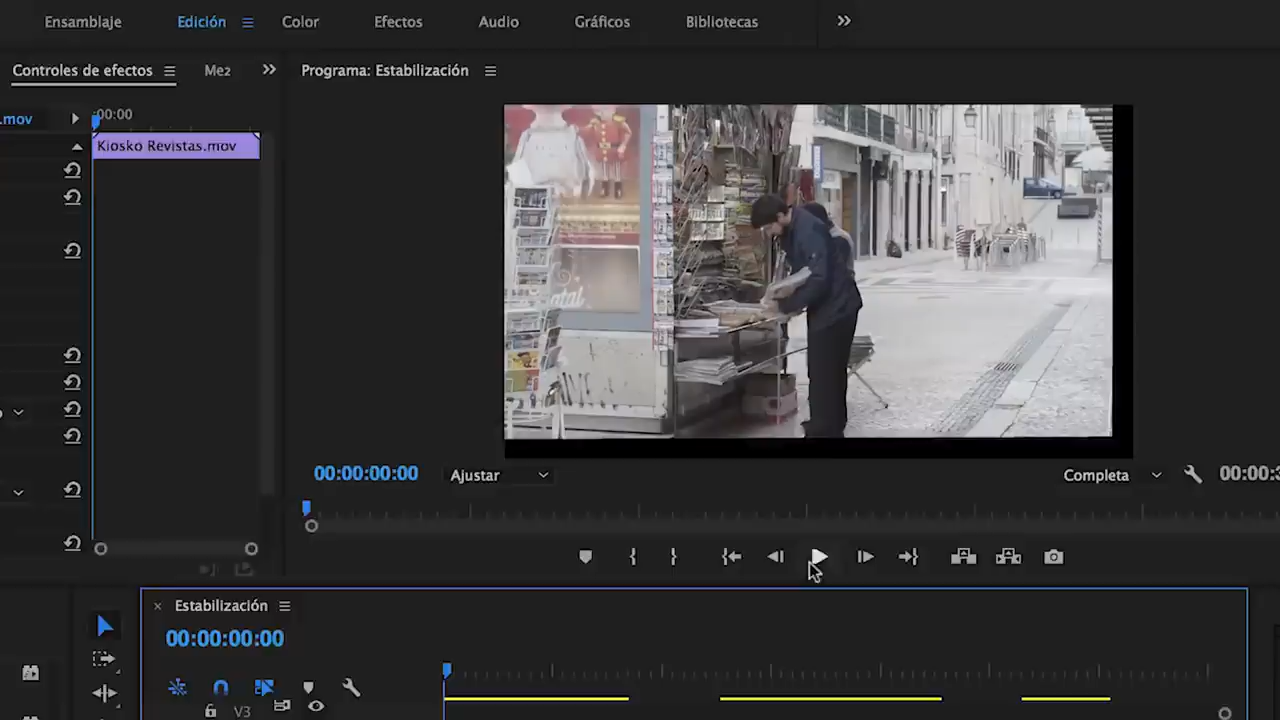 Ensamblaje Edición Color Efectos Audio Gráficos Bibliotecas
Controles de efectos
Programa: Estabilización
.mov
:00:00
Kiosko Revistas.mov
00:00:00:00 Ajustar Completa
Estabilización
00:00:00:00
V3